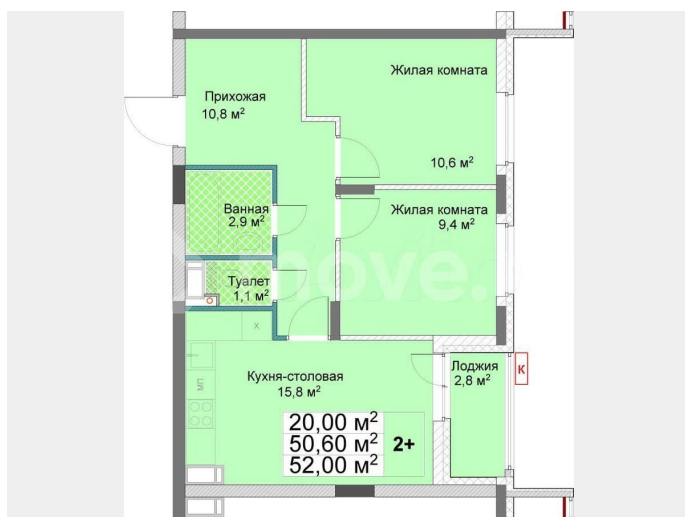 Жилая комната
Прихожая
10,8 м²
10,6 м²
Ванная
2,9 м²
Жилая комната
9,4 м²
move.
Туалет
1,1 м²
X
Кухня-столовая
15,8 м²
МП
Лоджия
2,8 м²
К
20,00 м²
50,60 м²
52,00 м²
2+